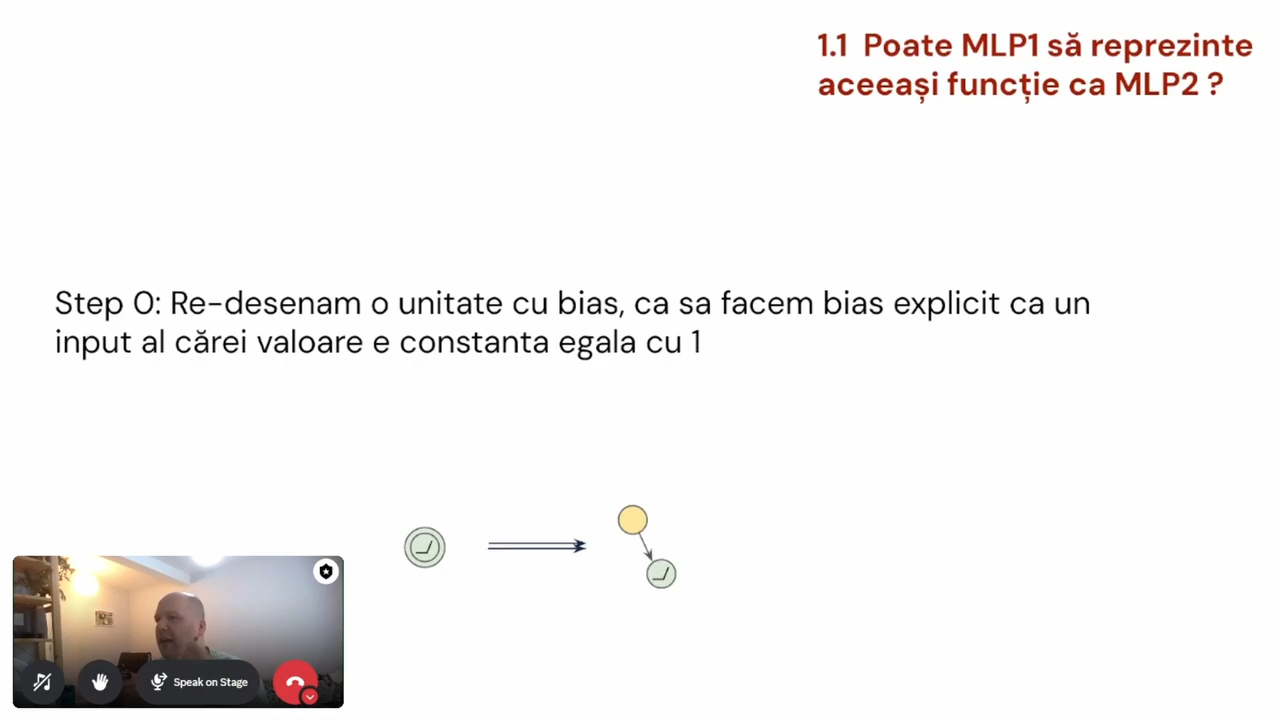 1.1 Poate MLP1 să reprezinte
aceeași funcție ca MLP2 ?
Step 0: Re-desenam o unitate cu bias, ca sa facem bias explicit ca un
input al cărei valoare e constanta egala cu 1
Speak on Stage